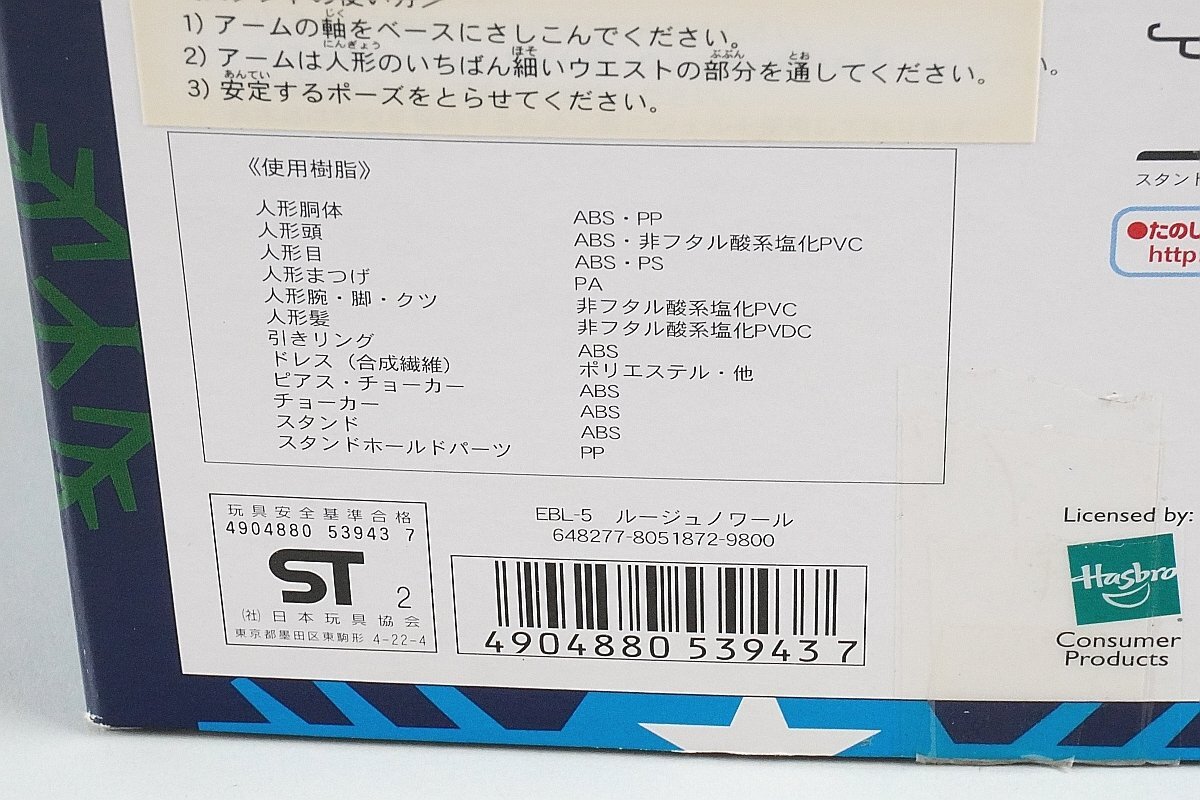 1) アームの軸をベースにさしこんでください。
2) アームは人形のいちばん細いウエストの部分を通してください。
3) 安定するポーズをとらせてください。
い。
《使用樹脂》
人形胴体 ABS・PP
人形頭 ABS・非フタル酸系塩化PVC
人形目 ABS・PS
人形まつげ PA
人形腕・脚・クツ 非フタル酸系塩化PVC
人形髪 非フタル酸系塩化PVDC
引きリング ABS
ドレス（合成繊維） ポリエステル・他
ピアス・チョーカー ABS
チョーカー ABS
スタンド ABS
スタンドホールドパーツ PP
スタンド
●たのし
http:
玩具安全基準合格
4904880 53943 7
ST 2
(社) 日本玩具協会
東京都墨田区東駒形 4-22-4
EBL-5 ルージュノワール
648277-8051872-9800
4904880 539437
Licensed by:
Hasbro
Consumer
Products